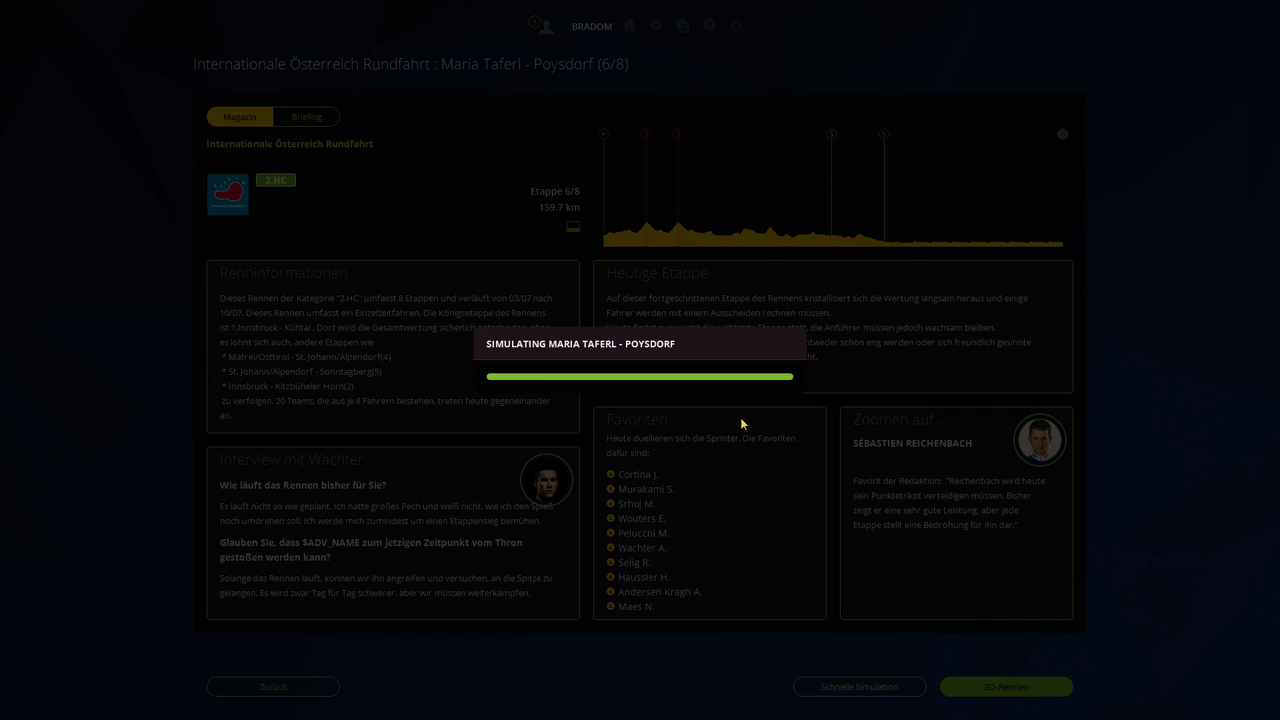 1
BRADOM
Internationale Österreich Rundfahrt : Maria Taferl - Poysdorf (6/8)
Magazin
Briefing
Internationale Österreich Rundfahrt
2.HC
Etappe 6/8
159.7 km
3
3
S
S
Renninformationen
Dieses Rennen der Kategorie "2.HC" umfasst 8 Etappen und verläuft von 03/07 nach
10/07. Dieses Rennen umfasst ein Einzelzeitfahren. Die Königsetappe des Rennens
ist 1,Innsbruck - Kühtai . Dort wird die Gesamtwertung sicherlich
es lohnt sich auch, andere Etappen wie
* Matrei/Osttirol - St. Johann/Alpendorf(4)
* St. Johann/Alpendorf - Sonntagberg(5)
* Innsbruck - Kitzbüheler Horn(2)
zu verfolgen. 20 Teams, die aus je 8 Fahrern bestehen, treten heute gegeneinander
an.
Heutige Etappe
Auf dieser fortgeschrittenen Etappe des Rennens kristallisiert sich die Wertung langsam heraus und einige
Fahrer werden mit einem Ausscheiden rechnen müssen.
die Anführer müssen jedoch wachsam bleiben.
entweder schön eng werden oder sich freundlich gesinnte
SIMULATING MARIA TAFERL - POYSDORF
Interview mit Wachter
Wie läuft das Rennen bisher für Sie?
Es läuft nicht so wie geplant. Ich hatte großes Pech und weiß nicht, wie ich den Spieß
noch umdrehen soll. Ich werde mich zumindest um einen Etappensieg bemühen.
Glauben Sie, dass $ADV_NAME zum jetzigen Zeitpunkt vom Thron
gestoßen werden kann?
Solange das Rennen läuft, können wir ihn angreifen und versuchen, an die Spitze zu
gelangen. Es wird zwar Tag für Tag schwerer, aber wir müssen weiterkämpfen.
Favoriten
Heute duellieren sich die Sprinter. Die Favoriten
dafür sind:
Cortina J.
Murakami S.
Srhoj M.
Wouters E.
Pelucchi M.
Wachter A.
Selig R.
Haussler H.
Andersen Kragh A.
Maes N.
Zoomen auf ...
SÉBASTIEN REICHENBACH
Favorit der Redaktion: "Reichenbach wird heute
sein Punktetrikot verteidigen müssen. Bisher
zeigt er eine sehr gute Leistung, aber jede
Etappe stellt eine Bedrohung für ihn dar."
Zurück
Schnelle Simulation
3D-Rennen